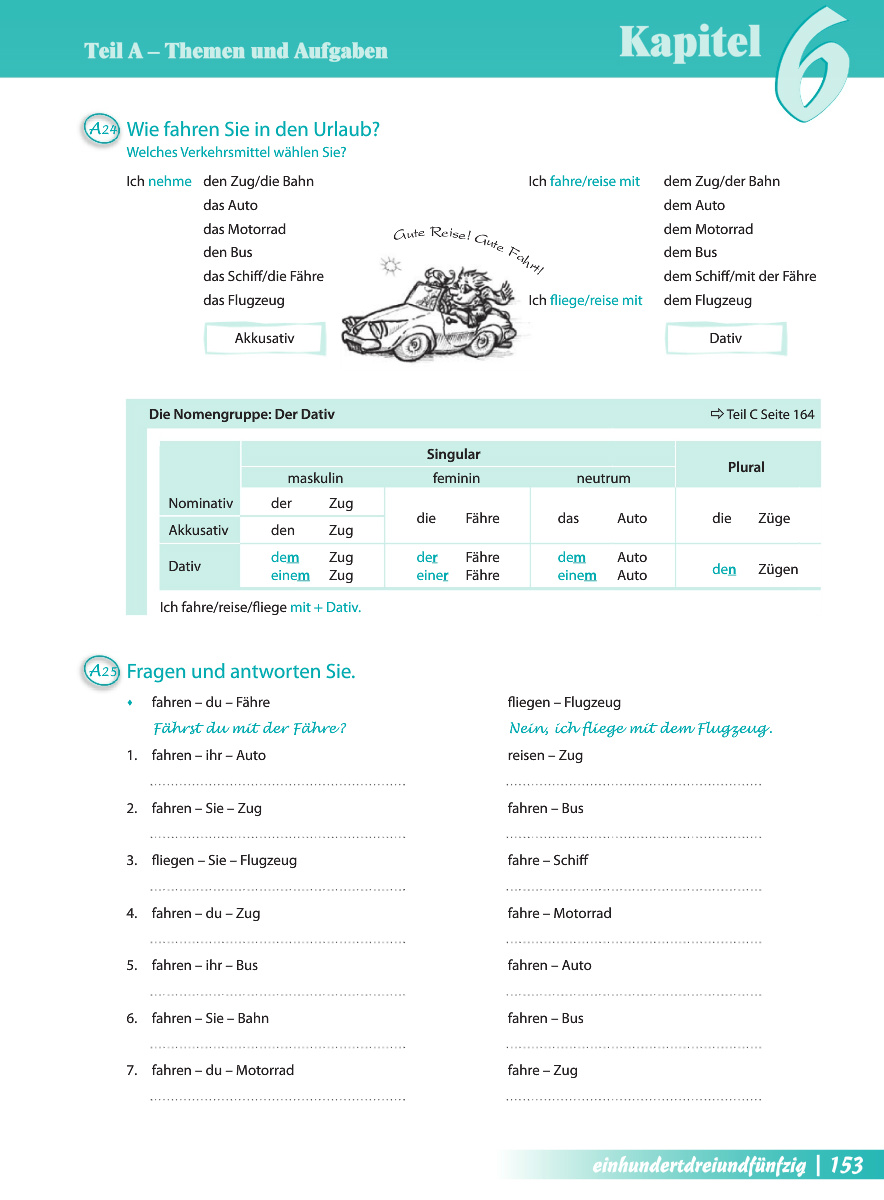 Teil A – Themen und Aufgaben
Kapitel 6
A24 Wie fahren Sie in den Urlaub?
Welches Verkehrsmittel wählen Sie?
Ich nehme den Zug/die Bahn
das Auto
das Motorrad
den Bus
das Schiff/die Fähre
das Flugzeug
Akkusativ
Gute Reise! Gute Fahrt!
Ich fahre/reise mit dem Zug/der Bahn
dem Auto
dem Motorrad
dem Bus
dem Schiff/mit der Fähre
Ich fliege/reise mit dem Flugzeug
Dativ
Die Nomengruppe: Der Dativ ⇨ Teil C Seite 164
Singular Plural
maskulin feminin neutrum
Nominativ der Zug die Fähre das Auto die Züge
Akkusativ den Zug
Dativ dem Zug der Fähre dem Auto den Zügen
einem Zug einer Fähre einem Auto
Ich fahre/reise/fliege mit + Dativ.
A25 Fragen und antworten Sie.
♦ fahren – du – Fähre fliegen – Flugzeug
Fährst du mit der Fähre? Nein, ich fliege mit dem Flugzeug.
1. fahren – ihr – Auto reisen – Zug
2. fahren – Sie – Zug fahren – Bus
3. fliegen – Sie – Flugzeug fahre – Schiff
4. fahren – du – Zug fahre – Motorrad
5. fahren – ihr – Bus fahren – Auto
6. fahren – Sie – Bahn fahren – Bus
7. fahren – du – Motorrad fahre – Zug
einhundertdreiundfünfzig | 153